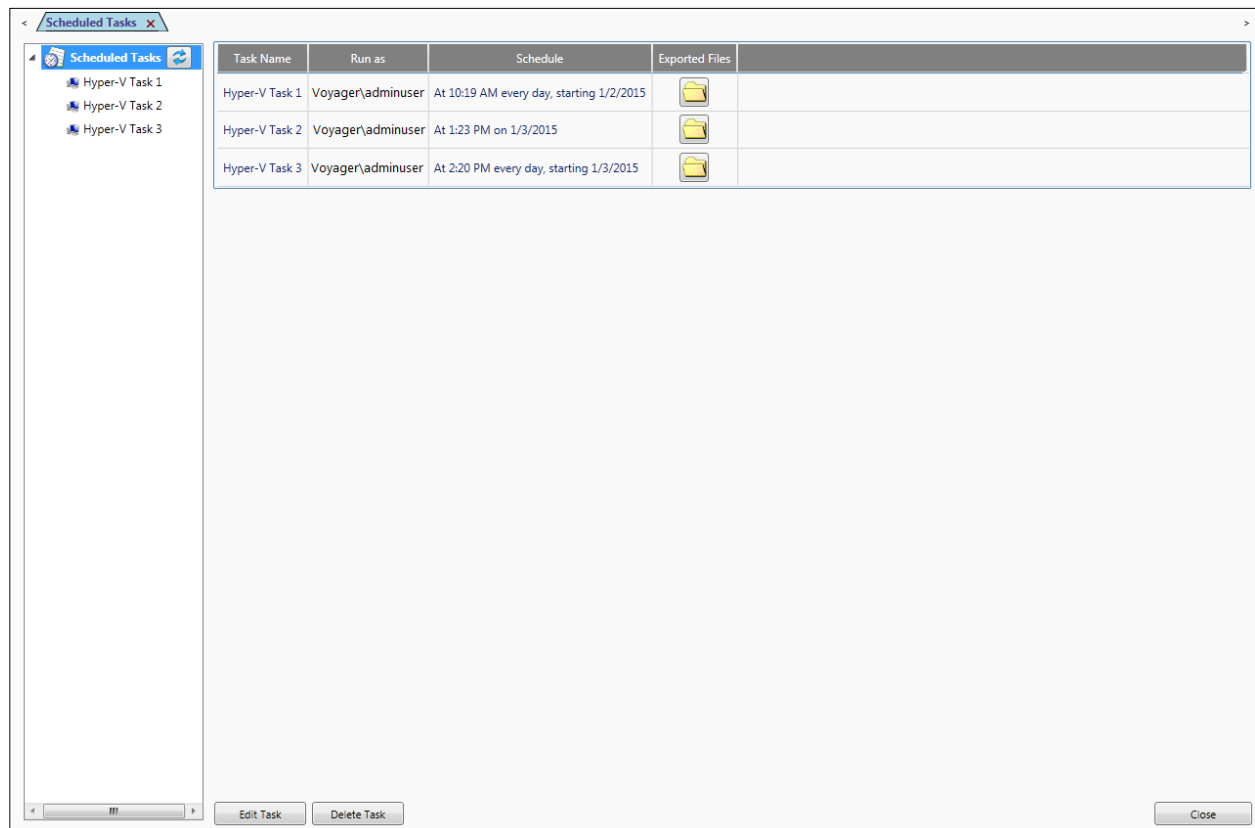 < Scheduled Tasks x >
Scheduled Tasks
Hyper-V Task 1
Hyper-V Task 2
Hyper-V Task 3
Task Name Run as Schedule Exported Files
Hyper-V Task 1 Voyager\adminuser At 10:19 AM every day, starting 1/2/2015
Hyper-V Task 2 Voyager\adminuser At 1:23 PM on 1/3/2015
Hyper-V Task 3 Voyager\adminuser At 2:20 PM every day, starting 1/3/2015
Edit Task Delete Task Close